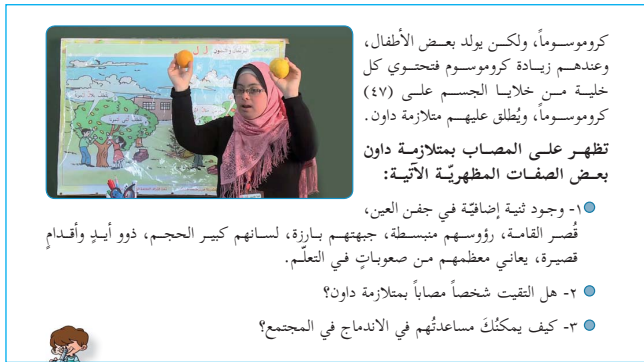 كروموسوماً، ولكن يولد بعض الأطفال،
وعندهم زيادة كروموسوم فتحتوي كل
خلية من خلايا الجسم على (٤٧)
كروموسوماً، ويُطلق عليهم متلازمة داون.
تظهر على المصاب بمتلازمة داون
بعض الصفات المظهريّة الآتية:
١- وجود ثنية إضافيّة في جفن العين،
قُصر القامة، رؤوسهم منبسطة، جبهتهم بارزة، لسانهم كبير الحجم، ذوو أيدٍ وأقدامٍ
قصيرة، يعاني معظمهم من صعوباتٍ في التعلّم.
٢- هل التقيت شخصاً مصاباً بمتلازمة داون؟
٣- كيف يمكنُكَ مساعدتُهم في الاندماج في المجتمع؟